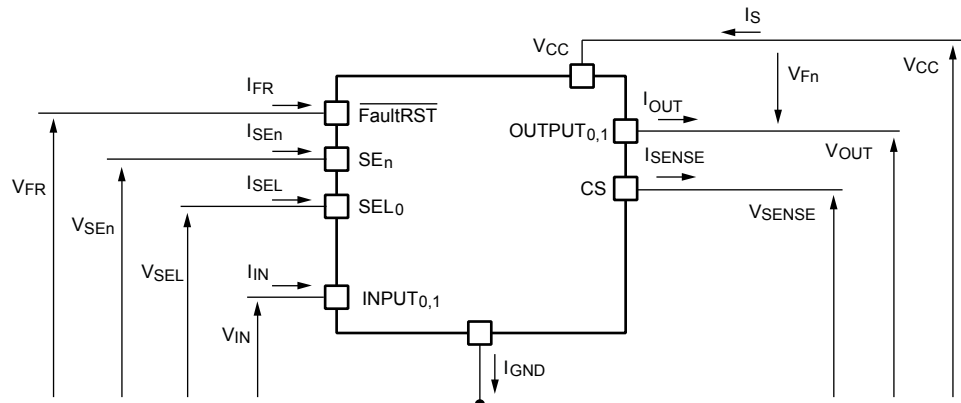 IS
VCC
VFn
VCC
IFR
FaultRST
IOUT
OUTPUT0,1
ISEn
SEn
VOUT
ISENSE
VFR
ISEL
SEL0
CS
VSENSE
VSEn
VSEL
IIN
INPUT0,1
VIN
IGND